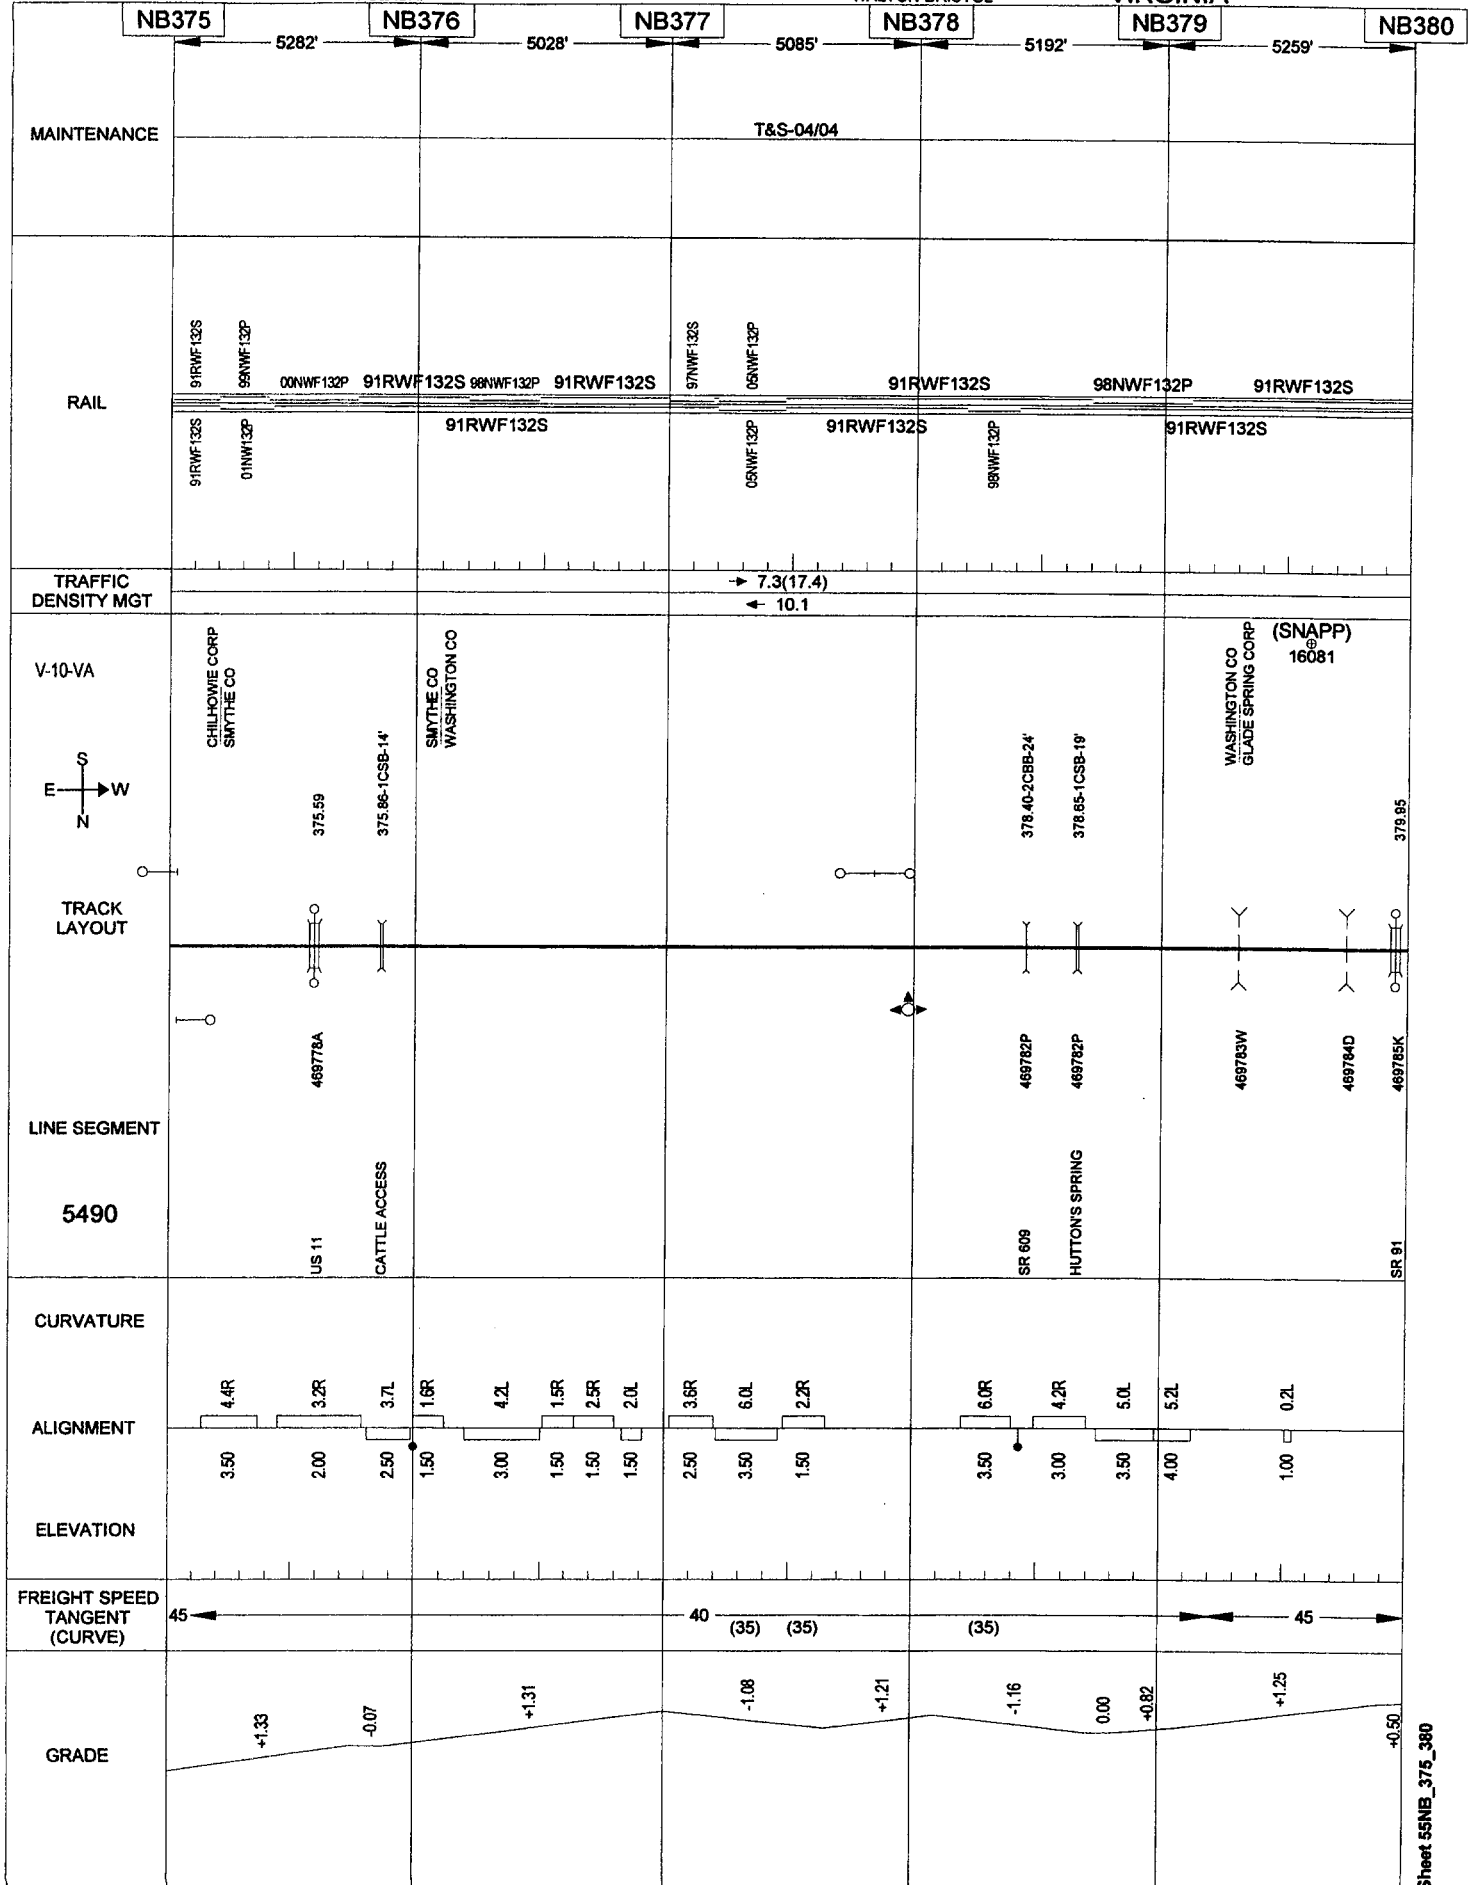 VIRGINIA
NB375
NB376
NB377
NB378
NB379
NB380
5282'
5028'
5085'
5192'
5259'
MAINTENANCE
T&S-04/04
RAIL
91RWF132S
99NWF132P
00NWF132P
91RWF132S
98NWF132P
91RWF132S
97NWF132S
05NWF132P
91RWF132S
98NWF132P
91RWF132S
91RWF132S
01NW132P
91RWF132S
05NWF132P
91RWF132S
98NWF132P
91RWF132S
TRAFFIC
DENSITY MGT
7.3(17.4)
10.1
V-10-VA
CHILHOWIE CORP
SMYTHE CO
SMYTHE CO
WASHINGTON CO
WASHINGTON CO
GLADE SPRING CORP
(SNAPP)
16081
S
E
W
N
375.59
375.86-1CSB-14'
378.40-2CBB-24'
378.65-1CSB-19'
379.95
TRACK
LAYOUT
469778A
469782P
469782P
469783W
469784D
469785K
LINE SEGMENT
5490
US 11
CATTLE ACCESS
SR 609
HUTTON'S SPRING
SR 91
CURVATURE
4.4R
3.2R
3.7L
1.6R
4.2L
1.5R
2.5R
2.0L
3.6R
6.0L
2.2R
6.0R
4.2R
5.0L
5.2L
0.2L
ALIGNMENT
3.50
2.00
2.50
1.50
3.00
1.50
1.50
1.50
2.50
3.50
1.50
3.50
3.00
3.50
4.00
1.00
ELEVATION
FREIGHT SPEED
TANGENT
(CURVE)
45
40
(35)
(35)
(35)
45
GRADE
+1.33
-0.07
+1.31
-1.08
+1.21
-1.16
0.00
+0.82
+1.25
+0.50
Sheet 55NB_375_380